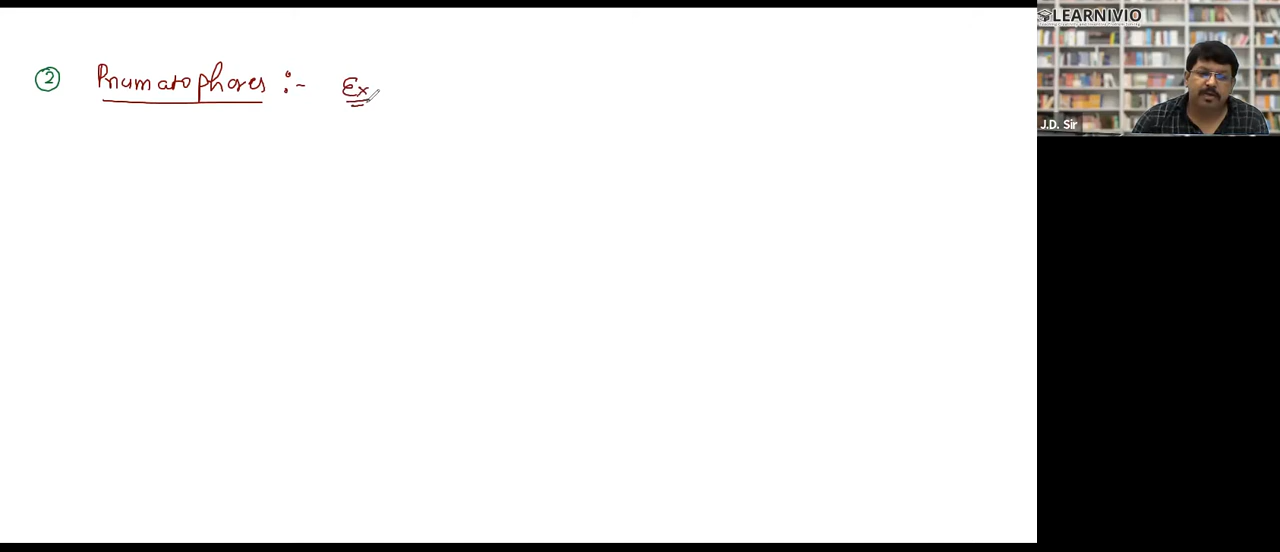 ② Pnumatophores :- Ex
LEARNIVIO
J.D. Sir